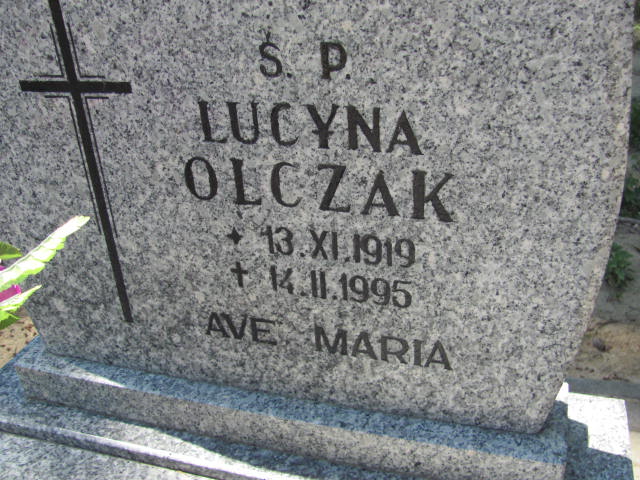 Ś. P.
LUCYNA
OLCZAK
✦ 13.XI.1919
✝ 14.II.1995
AVE MARIA